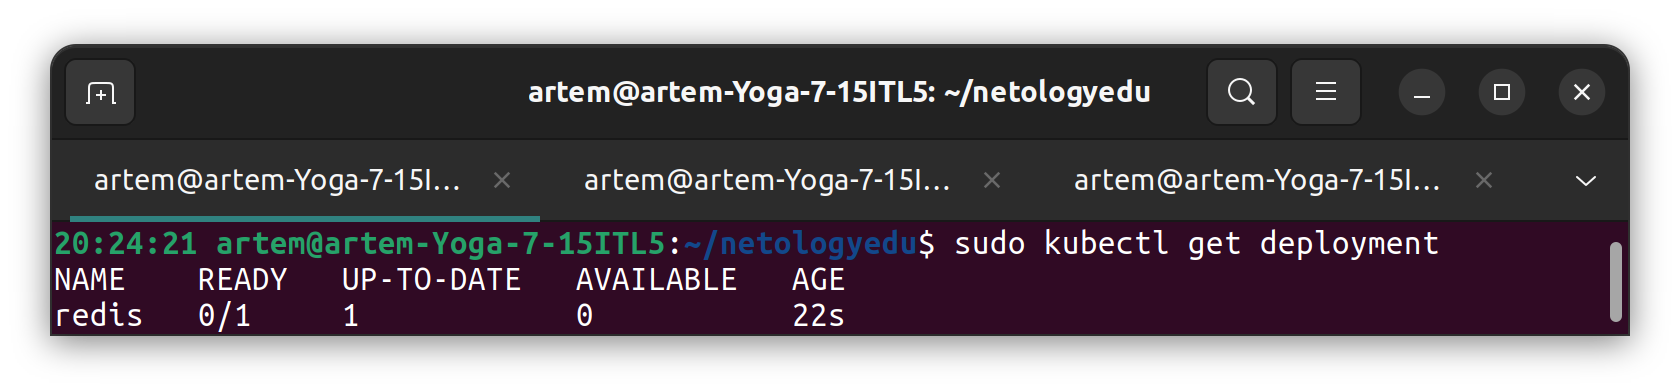 artem@artem-Yoga-7-15ITL5: ~/netologyedu
artem@artem-Yoga-7-15I... artem@artem-Yoga-7-15I... artem@artem-Yoga-7-15I...
20:24:21 artem@artem-Yoga-7-15ITL5:~/netologyedu$ sudo kubectl get deployment
NAME    READY   UP-TO-DATE   AVAILABLE   AGE
redis   0/1     1            0           22s